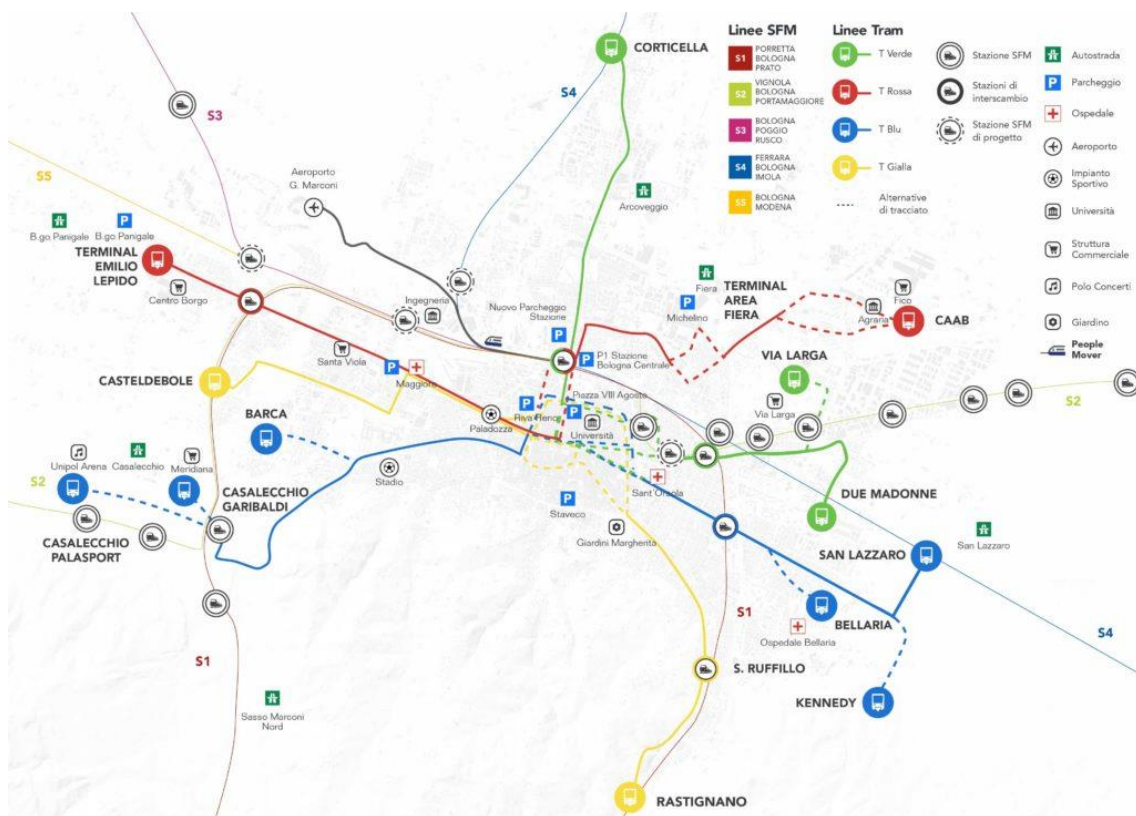 CORTICELLA
S4
S3
Aeroporto
G. Marconi
Arcoveggio
S5
B.go Panigale
B.go Panigale
TERMINAL
EMILIO
LEPIDO
Centro Borgo
Ingegneria
Nuovo Parcheggio
Stazione
Fiera
Michelino
TERMINAL
AREA
FIERA
Fico
Agraria
CAAB
Santa Viola
P1 Stazione
Bologna Centrale
VIA LARGA
Maggiore
CASTELDEBOLE
Piazza VIII Agosto
Riva Reno
Via Larga
S2
BARCA
Paladozza
Università
Unipol Arena
Casalecchio
Meridiana
Stadio
Sant'Orsola
S2
CASALECCHIO
GARIBALDI
DUE MADONNE
Staveco
CASALECCHIO
PALASPORT
Giardini Margherita
SAN LAZZARO
San Lazzaro
BELLARIA
S1
Ospedale Bellaria
S4
S1
S. RUFFILLO
KENNEDY
Sasso Marconi
Nord
RASTIGNANO
Linee SFM
S1
PORRETTA
BOLOGNA
PRATO
S2
VIGNOLA
BOLOGNA
PORTAMAGGIORE
S3
BOLOGNA
POGGIO
RUSCO
S4
FERRARA
BOLOGNA
IMOLA
S5
BOLOGNA
MODENA
Linee Tram
T Verde
T Rossa
T Blu
T Gialla
Alternative
di tracciato
Stazione SFM
Stazioni di
interscambio
Stazione SFM
di progetto
Autostrada
Parcheggio
Ospedale
Aeroporto
Impianto
Sportivo
Università
Struttura
Commerciale
Polo Concerti
Giardino
People
Mover